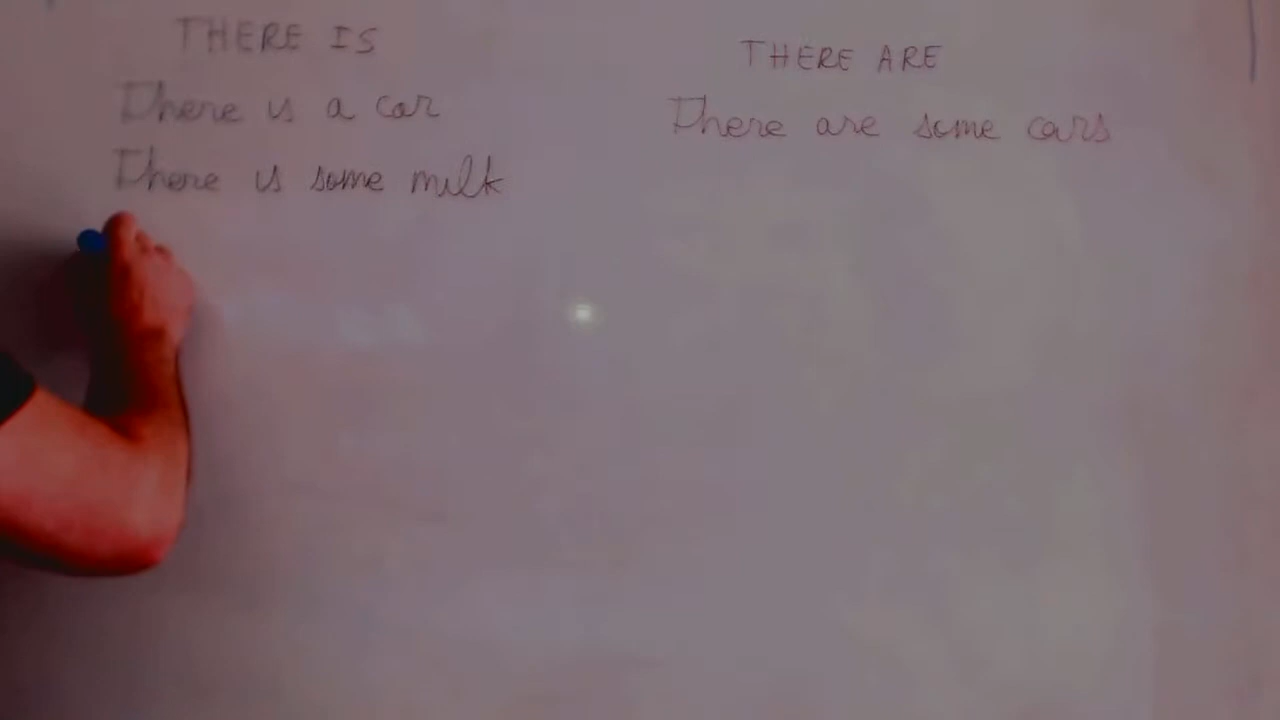 THERE IS
There is a car
There is some milk
THERE ARE
There are some cars